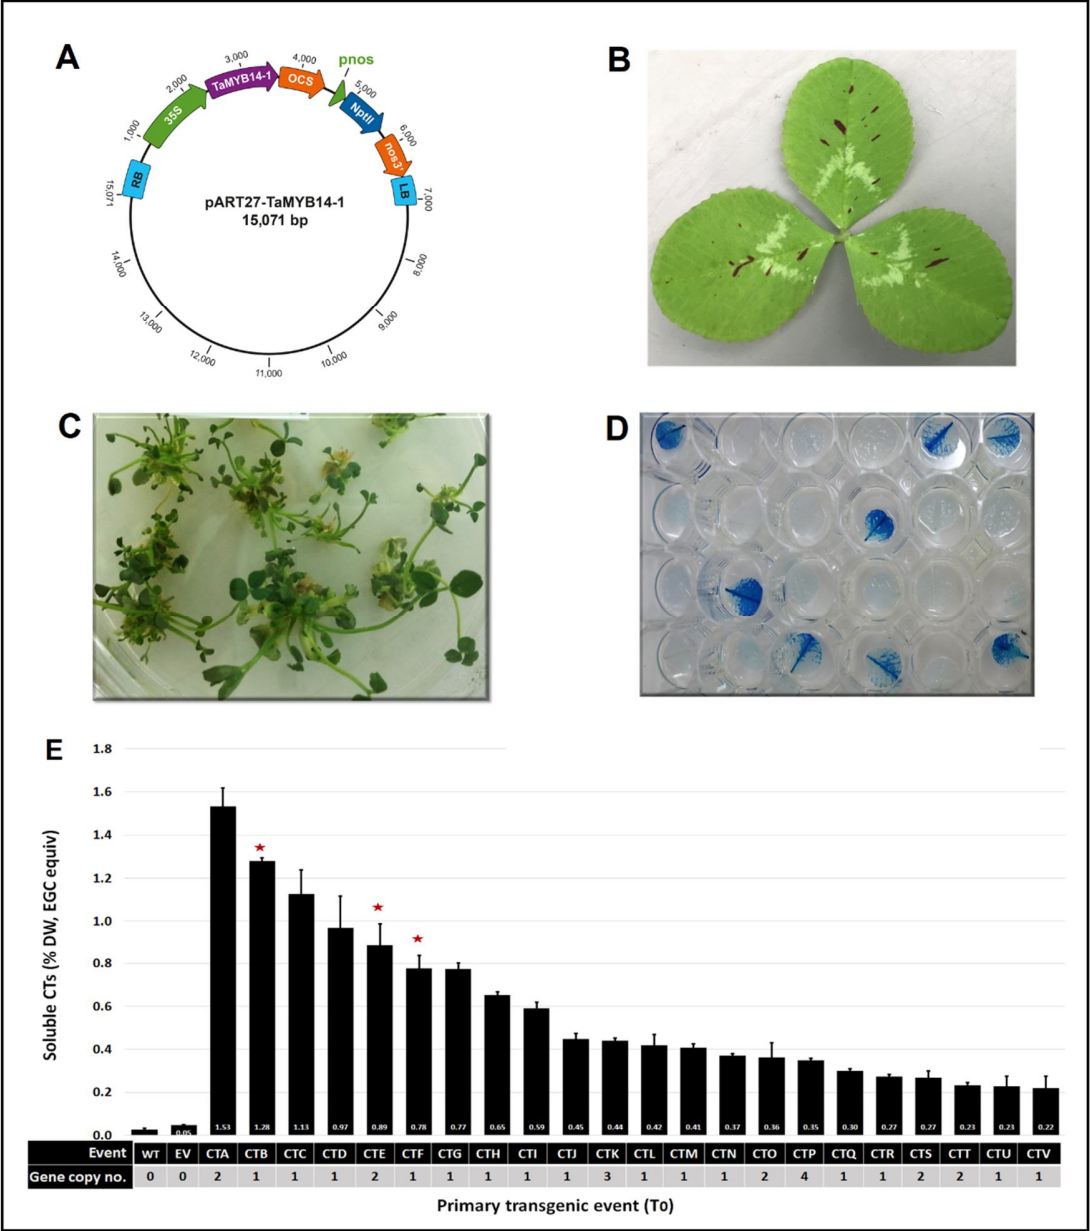 A
1,000
2,000
3,000
4,000
pnos
5,000
6,000
7,000
8,000
9,000
10,000
11,000
12,000
13,000
14,000
15,071
RB
35S
TaMYB14-1
OCS
NptII
nos3'
LB
pART27-TaMYB14-1
15,071 bp
B
C
D
E
Soluble CTs (% DW, EGC equiv)
1.8
1.6
1.4
1.2
1.0
0.8
0.6
0.4
0.2
0.0
0.05 1.53 1.28 1.13 0.97 0.89 0.78 0.77 0.65 0.59 0.45 0.44 0.42 0.41 0.37 0.36 0.35 0.30 0.27 0.27 0.23 0.23 0.22
Event WT EV CTA CTB CTC CTD CTE CTF CTG CTH CTI CTJ CTK CTL CTM CTN CTO CTP CTQ CTR CTS CTT CTU CTV
Gene copy no. 0 0 2 1 1 1 2 1 1 1 1 1 3 1 1 1 2 4 1 1 2 2 1 1
Primary transgenic event (T0)